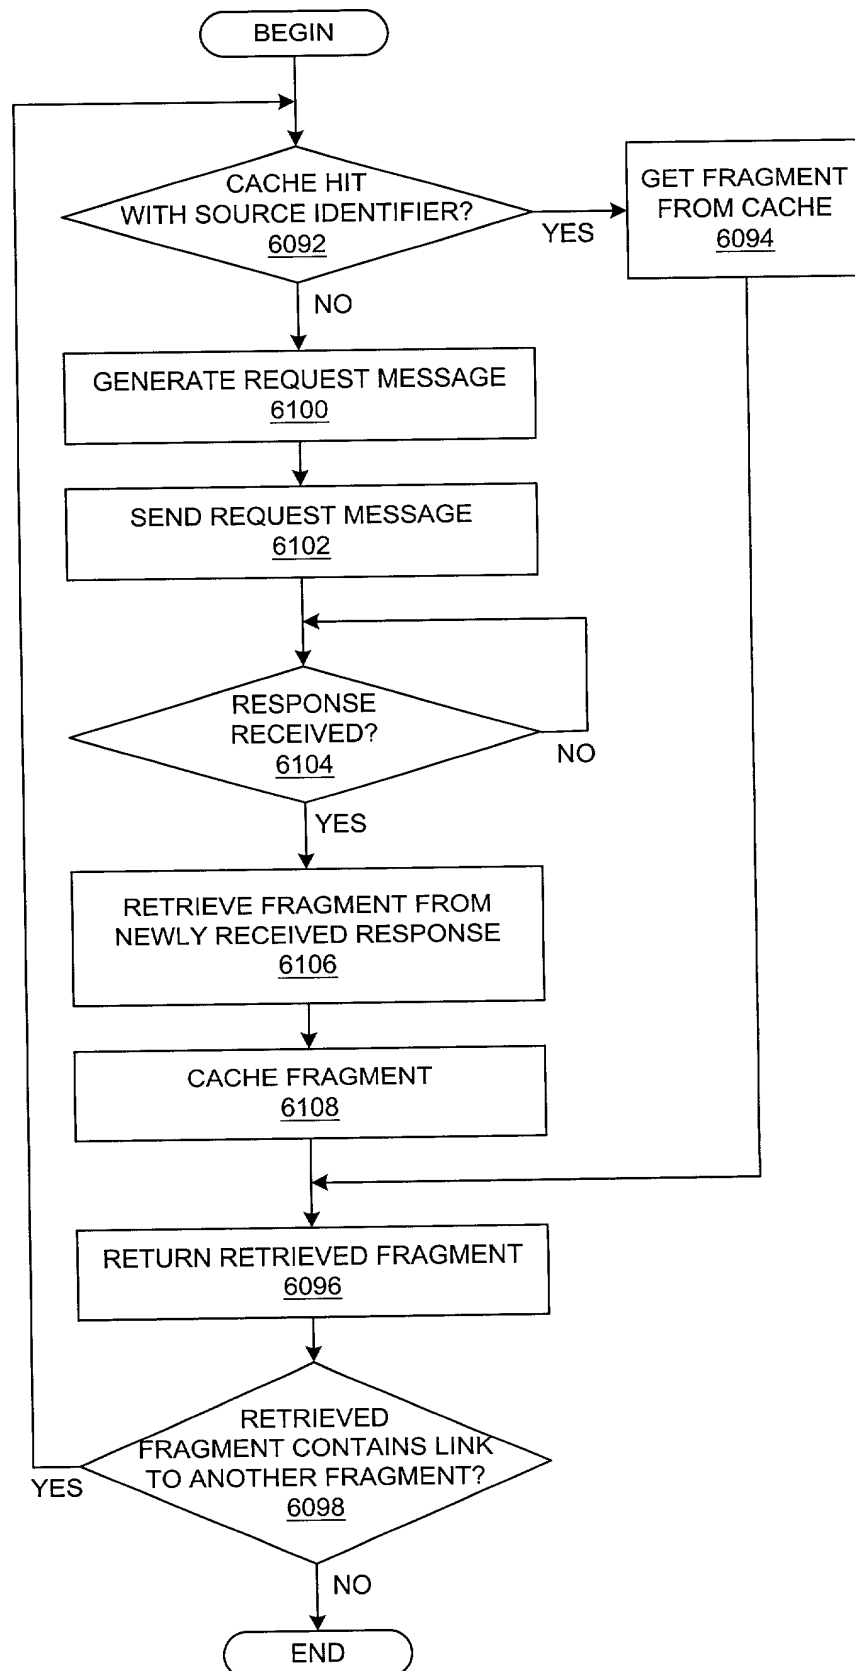 BEGIN
CACHE HIT
WITH SOURCE IDENTIFIER?
6092
YES
GET FRAGMENT
FROM CACHE
6094
NO
GENERATE REQUEST MESSAGE
6100
SEND REQUEST MESSAGE
6102
RESPONSE
RECEIVED?
6104
NO
YES
RETRIEVE FRAGMENT FROM
NEWLY RECEIVED RESPONSE
6106
CACHE FRAGMENT
6108
RETURN RETRIEVED FRAGMENT
6096
RETRIEVED
FRAGMENT CONTAINS LINK
TO ANOTHER FRAGMENT?
6098
YES
NO
END